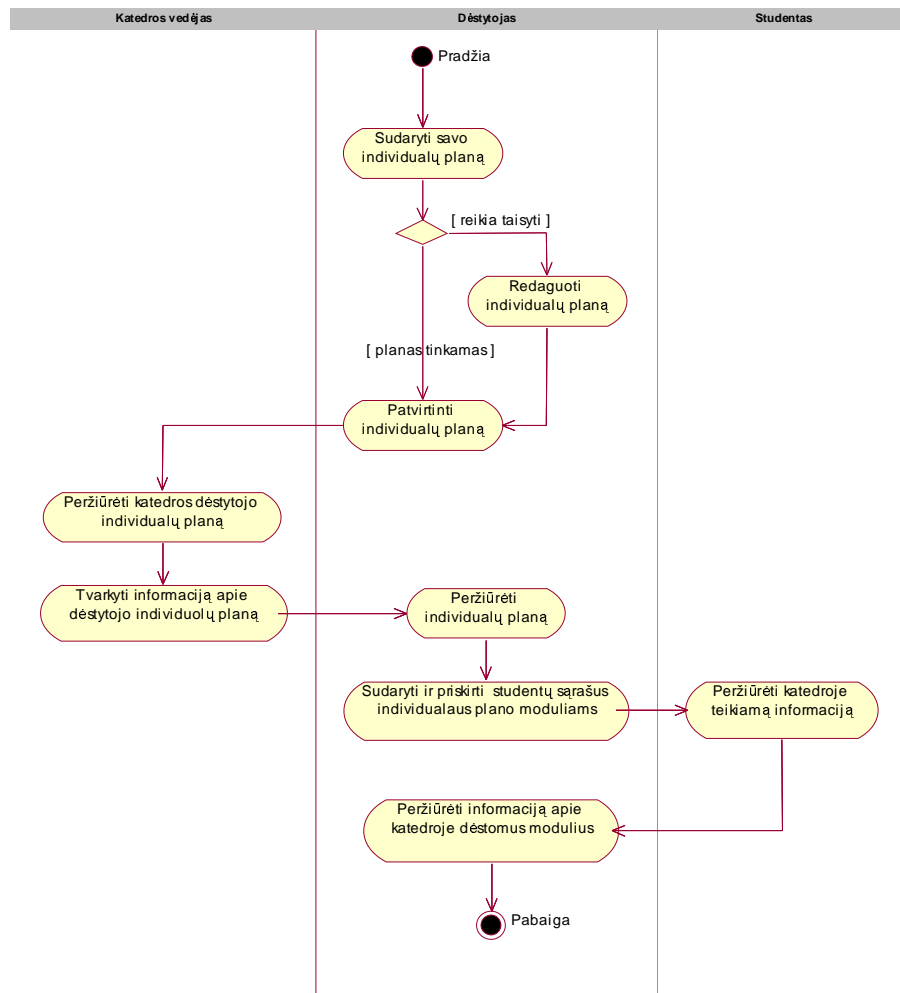 Katedros vedėjas
Dėstytojas
Studentas
Pradžia
Sudaryti savo
individualų planą
[ reikia taisyti ]
Redaguoti
individualų planą
[ planas tinkamas ]
Patvirtinti
individualų planą
Peržiūrėti katedros dėstytojo
individualų planą
Tvarkyti informaciją apie
dėstytojo individuolų planą
Peržiūrėti
individualų planą
Sudaryti ir priskirti studentų sąrašus
individualaus plano moduliams
Peržiūrėti katedroje
teikiamą informaciją
Peržiūrėti informaciją apie
katedroje dėstomus modulius
Pabaiga